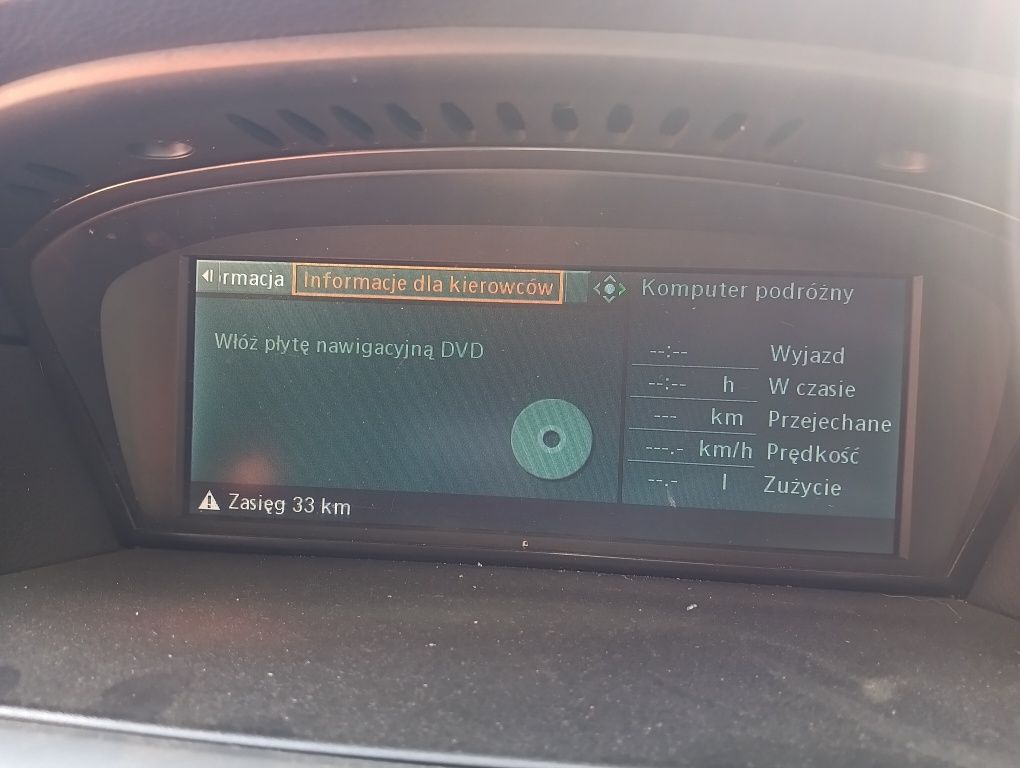 rmacja Informacje dla kierowców
Włóż płytę nawigacyjną DVD
Zasięg 33 km
Komputer podróżny
--:-- Wyjazd
--:-- h W czasie
--- km Przejechane
---.- km/h Prędkość
--.- l Zużycie